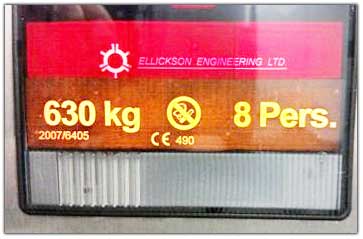 ELLICKSON ENGINEERING LTD
630 kg 8 Pers.
2007/6405 CE 490